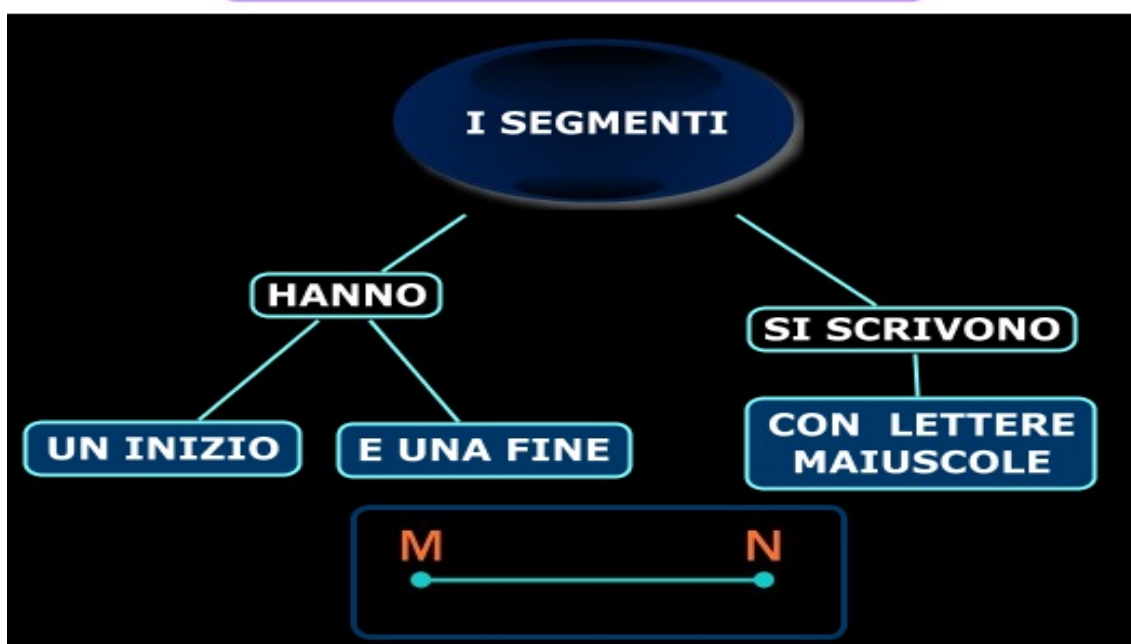 I SEGMENTI
HANNO
SI SCRIVONO
UN INIZIO
E UNA FINE
CON LETTERE
MAIUSCOLE
M N